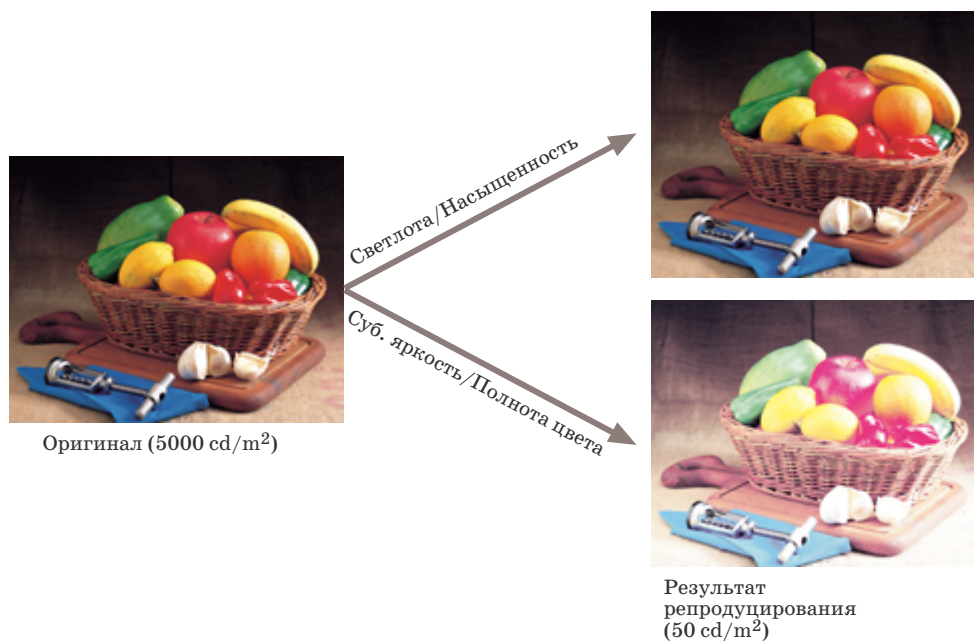 Светлота/Насыщенность
Суб. яркость/Полнота цвета
Оригинал (5000 cd/m²)
Результат
репродуцирования
(50 cd/m²)